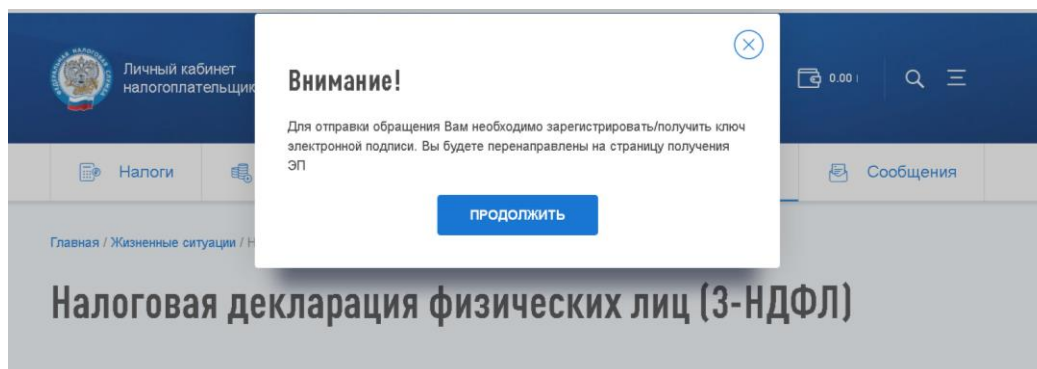 Личный кабинет
налогоплательщик
Внимание!
0.00
Для отправки обращения Вам необходимо зарегистрировать/получить ключ
электронной подписи. Вы будете перенаправлены на страницу получения
ЭП
ПРОДОЛЖИТЬ
Налоги
Сообщения
Главная / Жизненные ситуации / Н
Налоговая декларация физических лиц (3-НДФЛ)